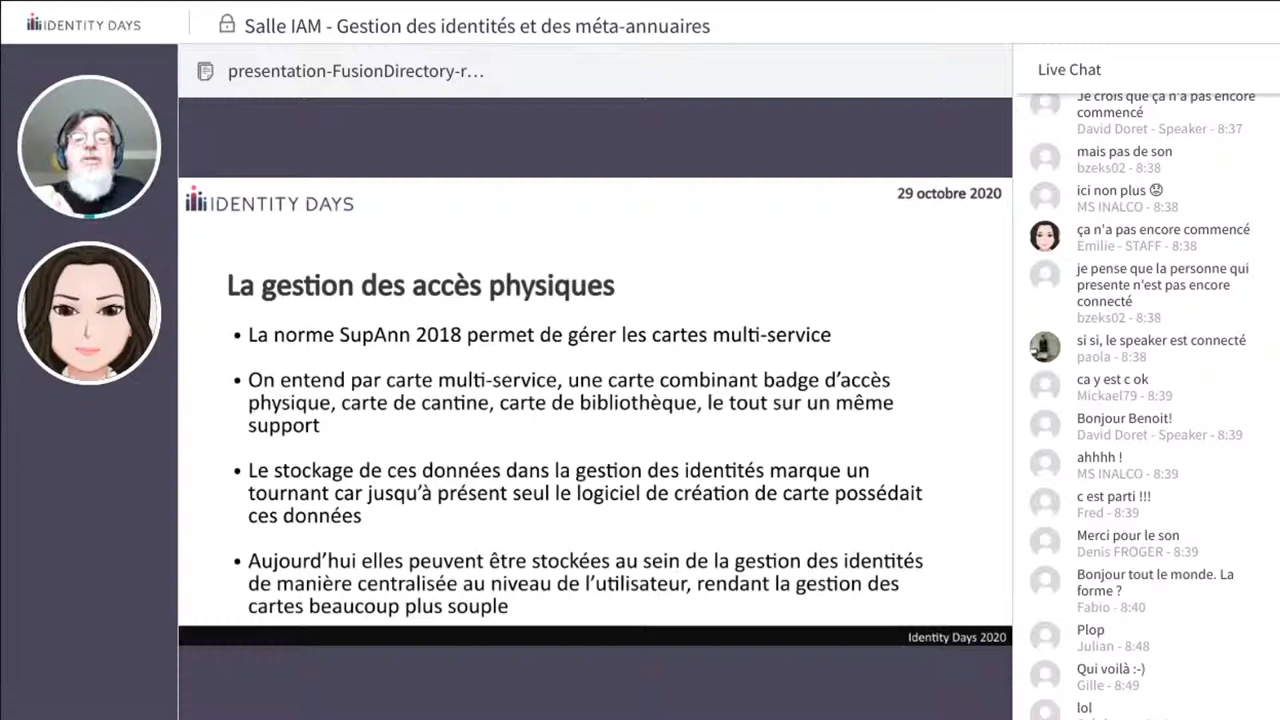 IDENTITY DAYS
Salle IAM - Gestion des identités et des méta-annuaires
presentation-FusionDirectory-r…
IDENTITY DAYS
29 octobre 2020
La gestion des accès physiques
• La norme SupAnn 2018 permet de gérer les cartes multi-service
• On entend par carte multi-service, une carte combinant badge d'accès
physique, carte de cantine, carte de bibliothèque, le tout sur un même
support
• Le stockage de ces données dans la gestion des identités marque un
tournant car jusqu'à présent seul le logiciel de création de carte possédait
ces données
• Aujourd'hui elles peuvent être stockées au sein de la gestion des identités
de manière centralisée au niveau de l'utilisateur, rendant la gestion des
cartes beaucoup plus souple
Identity Days 2020
Live Chat
Je crois que ça n'a pas encore
commencé
David Doret - Speaker - 8:37
mais pas de son
bzeks02 - 8:38
ici non plus 😟
MS INALCO - 8:38
ça n'a pas encore commencé
Emilie - STAFF - 8:38
je pense que la personne qui
presente n'est pas encore
connecté
bzeks02 - 8:38
si si, le speaker est connecté
paola - 8:38
ca y est c ok
Mickael79 - 8:39
Bonjour Benoit!
David Doret - Speaker - 8:39
ahhhh !
MS INALCO - 8:39
c est parti !!!
Fred - 8:39
Merci pour le son
Denis FROGER - 8:39
Bonjour tout le monde. La
forme ?
Fabio - 8:40
Plop
Julian - 8:48
Qui voilà :-)
Gille - 8:49
lol